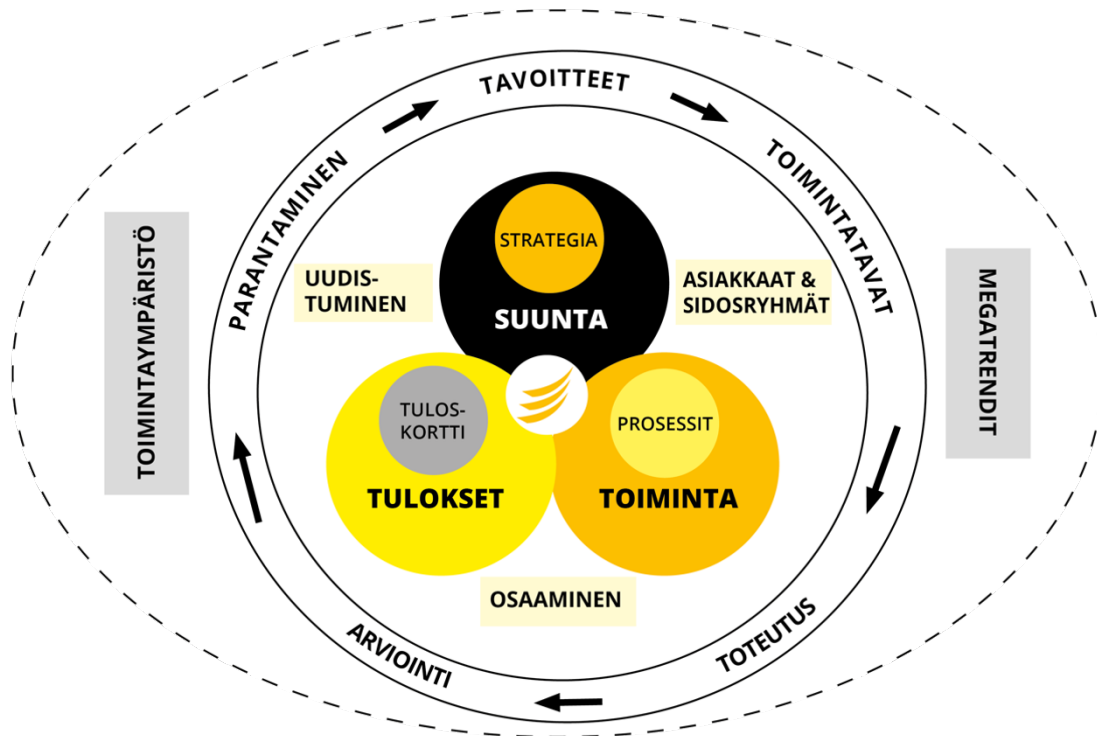 TAVOITTEET
TOIMINTATAVAT
TOTEUTUS
ARVIOINTI
PARANTAMINEN
TOIMINTAYMPÄRISTÖ
MEGATRENDIT
STRATEGIA
SUUNTA
UUDIS-
TUMINEN
ASIAKKAAT &
SIDOSRYHMÄT
TULOS-
KORTTI
TULOKSET
PROSESSIT
TOIMINTA
OSAAMINEN